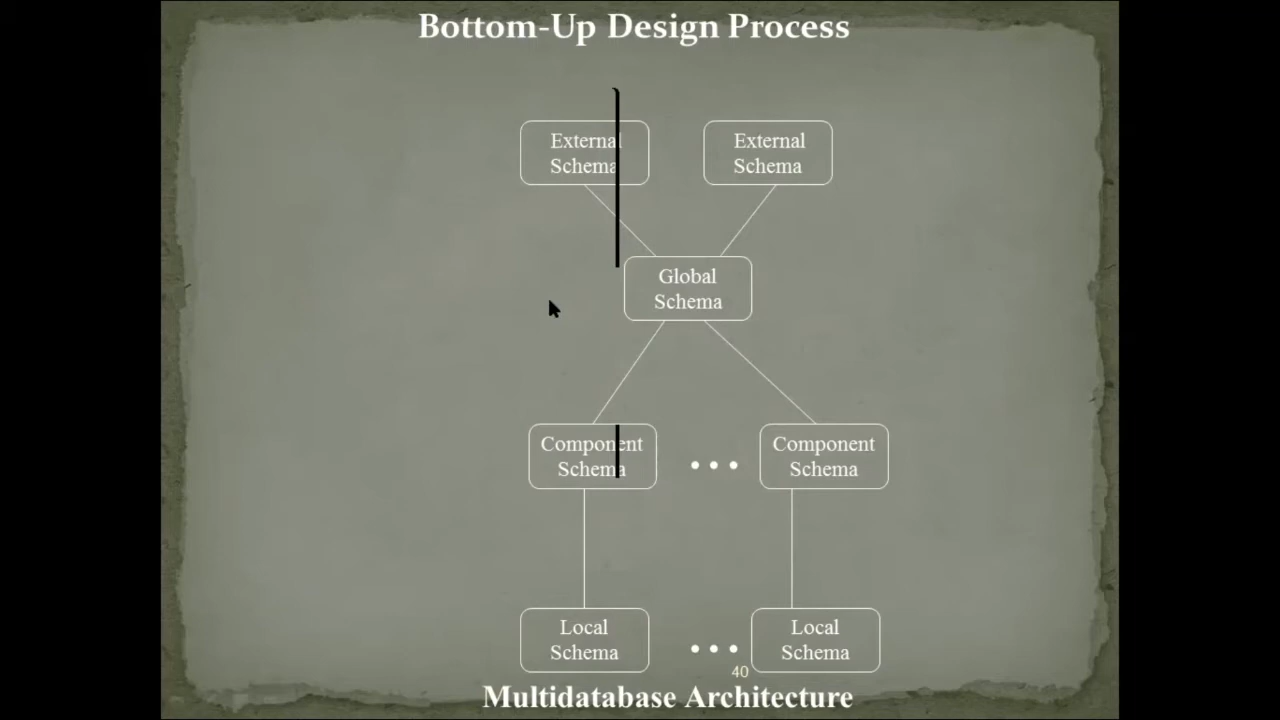 Bottom-Up Design Process
External
Schema
External
Schema
Global
Schema
Component
Schema
Component
Schema
Local
Schema
Local
Schema
40
Multidatabase Architecture